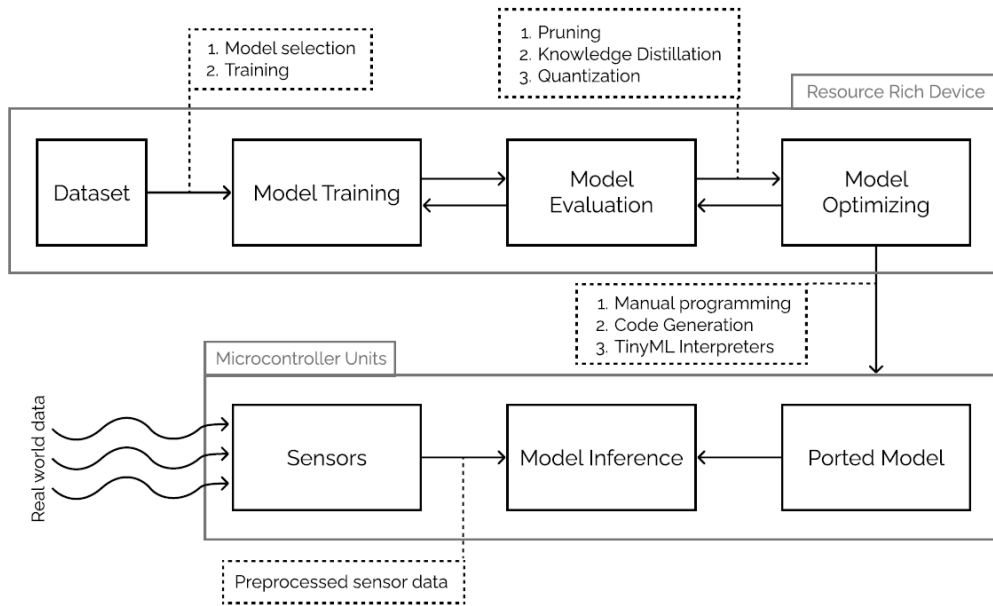 1. Model selection
2. Training
1. Pruning
2. Knowledge Distillation
3. Quantization
Resource Rich Device
Dataset
Model Training
Model
Evaluation
Model
Optimizing
1. Manual programming
2. Code Generation
3. TinyML Interpreters
Microcontroller Units
Real world data
Sensors
Model Inference
Ported Model
Preprocessed sensor data